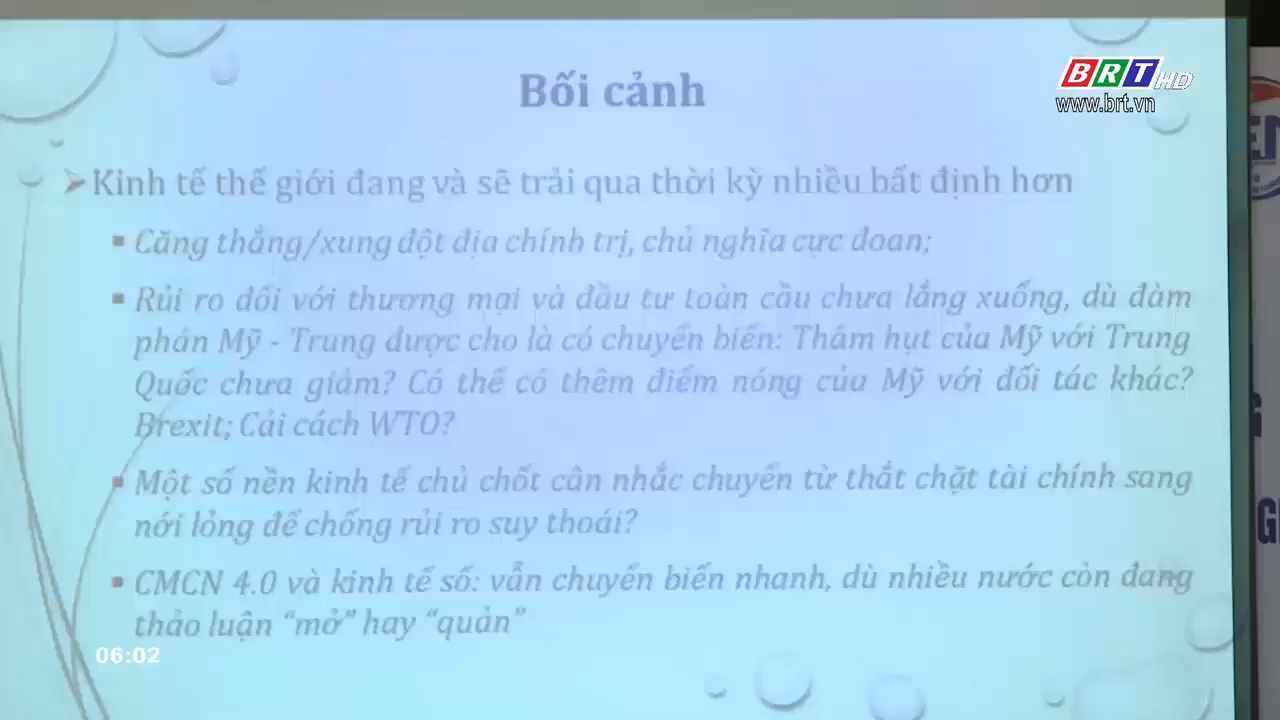 BRT HD
www.brt.vn
Bối cảnh
➢Kinh tế thế giới đang và sẽ trải qua thời kỳ nhiều bất định hơn
▪ Căng thẳng/xung đột địa chính trị, chủ nghĩa cực đoan;
▪ Rủi ro đối với thương mại và đầu tư toàn cầu chưa lắng xuống, dù đàm
phán Mỹ - Trung được cho là có chuyển biến: Thâm hụt của Mỹ với Trung
Quốc chưa giảm? Có thể có thêm điểm nóng của Mỹ với đối tác khác?
Brexit; Cải cách WTO?
▪ Một số nền kinh tế chủ chốt cân nhắc chuyển từ thắt chặt tài chính sang
nới lỏng để chống rủi ro suy thoái?
▪ CMCN 4.0 và kinh tế số: vẫn chuyển biến nhanh, dù nhiều nước còn đang
thảo luận “mở” hay “quản”
06:02